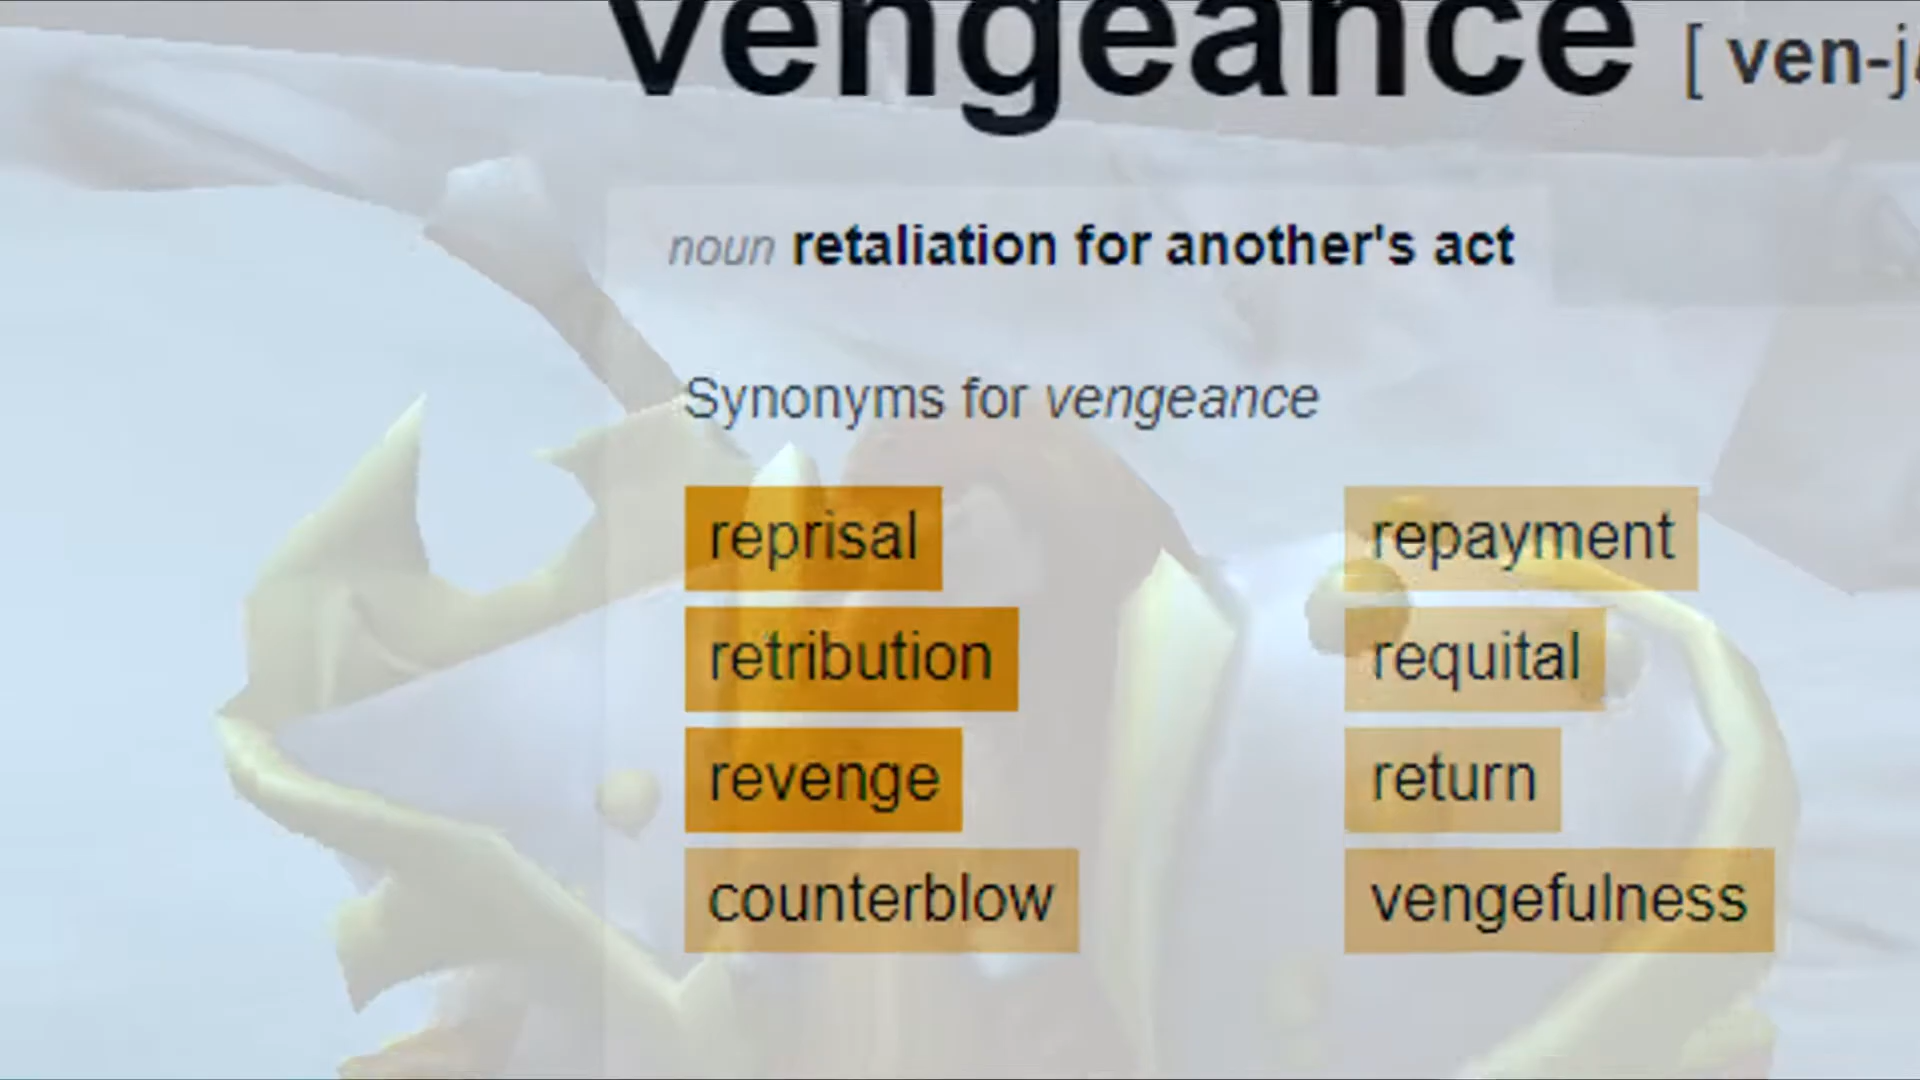 vengeance [ ven-j
noun retaliation for another's act
Synonyms for vengeance
reprisal repayment
retribution requital
revenge return
counterblow vengefulness